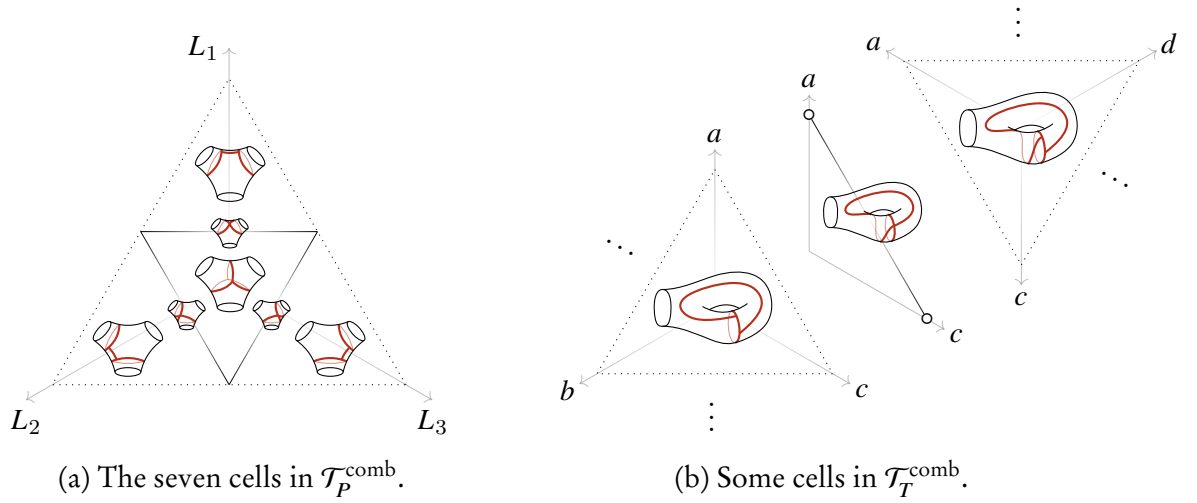 L₁
L₂
L₃
(a) The seven cells in 𝒯_P^comb.
a
b
c
a
c
a
d
c
(b) Some cells in 𝒯_T^comb.